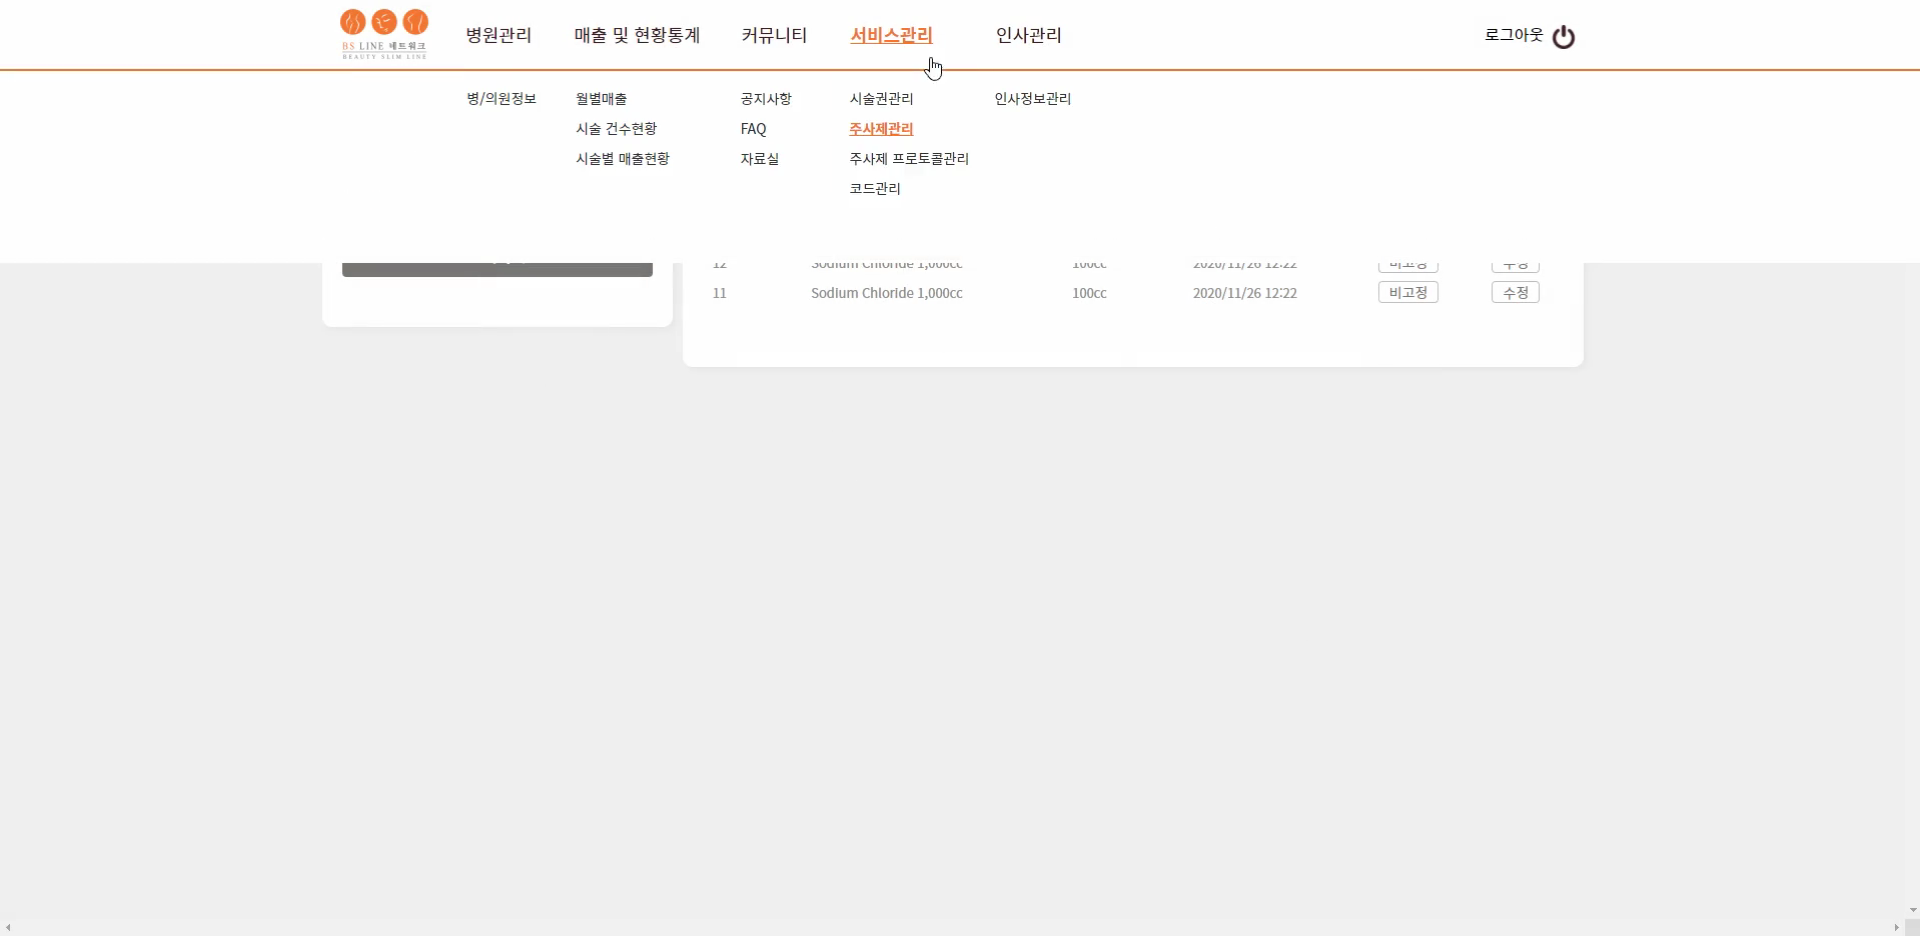 BS LINE 네트워크
BEAUTY SLIM LINE
병원관리 매출 및 현황통계 커뮤니티 서비스관리 인사관리 로그아웃
병/의원정보 월별매출 공지사항 시술권관리 인사정보관리
시술 건수현황 FAQ 주사제관리
시술별 매출현황 자료실 주사제 프로토콜관리
코드관리
12 Sodium Chloride 1,000cc 100cc 2020/11/26 12:22 비고정 수정
11 Sodium Chloride 1,000cc 100cc 2020/11/26 12:22 비고정 수정